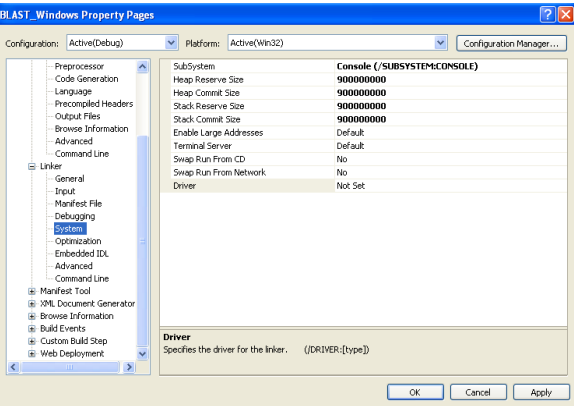 BLAST_Windows Property Pages
Configuration: Active(Debug) Platform: Active(Win32) Configuration Manager...
Preprocessor
Code Generation
Language
Precompiled Headers
Output Files
Browse Information
Advanced
Command Line
Linker
General
Input
Manifest File
Debugging
System
Optimization
Embedded IDL
Advanced
Command Line
Manifest Tool
XML Document Generator
Browse Information
Build Events
Custom Build Step
Web Deployment
SubSystem Console (/SUBSYSTEM:CONSOLE)
Heap Reserve Size 900000000
Heap Commit Size 900000000
Stack Reserve Size 900000000
Stack Commit Size 900000000
Enable Large Addresses Default
Terminal Server Default
Swap Run From CD No
Swap Run From Network No
Driver Not Set
Driver
Specifies the driver for the linker. (/DRIVER:[type])
OK Cancel Apply